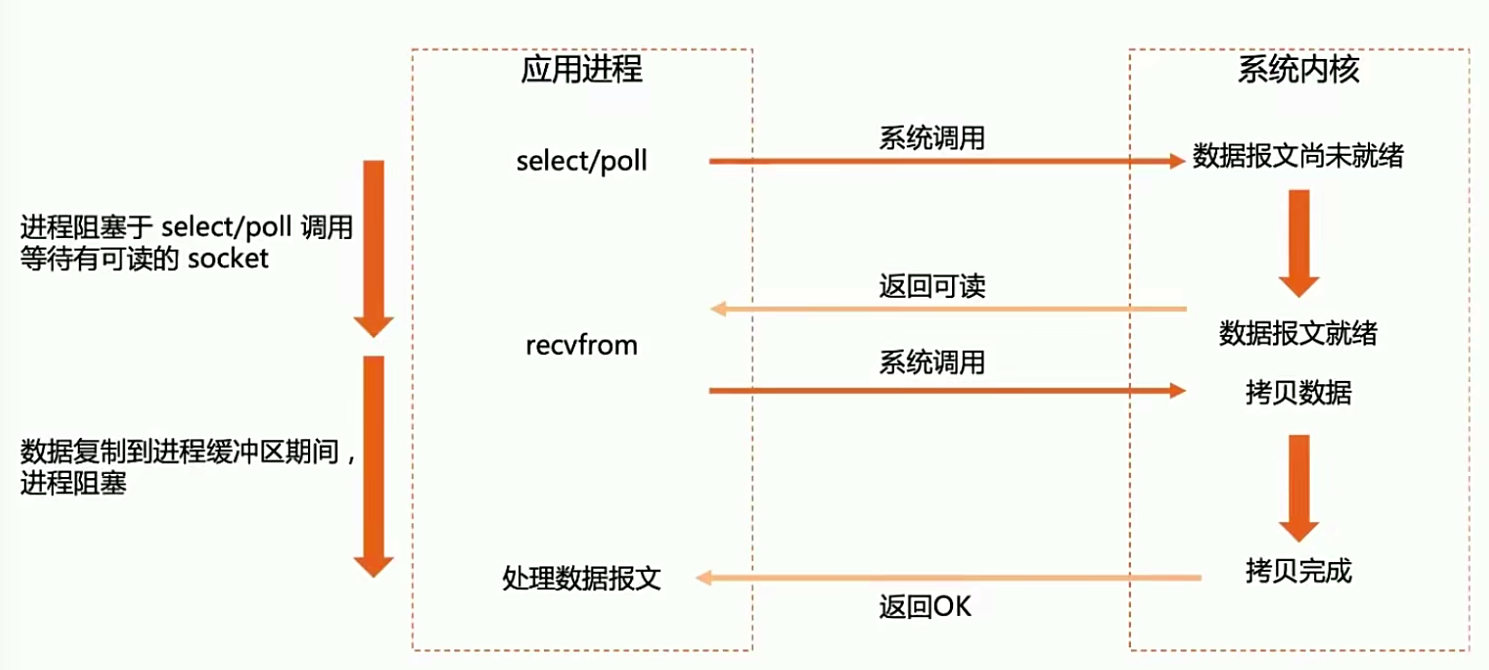 应用进程
系统内核
select/poll
系统调用
数据报文尚未就绪
进程阻塞于 select/poll 调用
等待有可读的 socket
返回可读
数据报文就绪
recvfrom
系统调用
拷贝数据
数据复制到进程缓冲区期间，
进程阻塞
处理数据报文
返回OK
拷贝完成